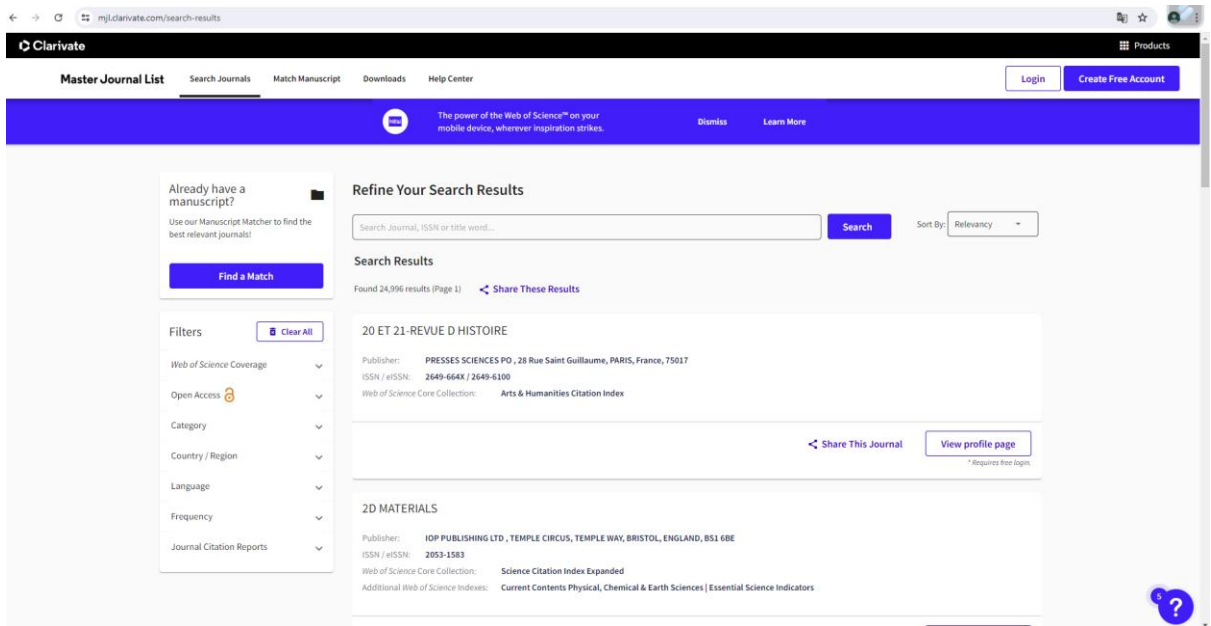 mjl.clarivate.com/search-results
Clarivate
Products
Master Journal List
Search Journals
Match Manuscript
Downloads
Help Center
Login
Create Free Account
NEW
The power of the Web of Science™ on your
mobile device, wherever inspiration strikes.
Dismiss
Learn More
Already have a
manuscript?
Use our Manuscript Matcher to find the
best relevant journals!
Find a Match
Filters
Clear All
Web of Science Coverage
Open Access
Category
Country / Region
Language
Frequency
Journal Citation Reports
Refine Your Search Results
Search Journal, ISSN or title word...
Search
Sort By: Relevancy
Search Results
Found 24,996 results (Page 1)
Share These Results
20 ET 21-REVUE D HISTOIRE
Publisher: PRESSES SCIENCES PO , 28 Rue Saint Guillaume, PARIS, France, 75017
ISSN / eISSN: 2649-664X / 2649-6100
Web of Science Core Collection: Arts & Humanities Citation Index
Share This Journal
View profile page
* Requires free login.
2D MATERIALS
Publisher: IOP PUBLISHING LTD , TEMPLE CIRCUS, TEMPLE WAY, BRISTOL, ENGLAND, BS1 6BE
ISSN / eISSN: 2053-1583
Web of Science Core Collection: Science Citation Index Expanded
Additional Web of Science Indexes: Current Contents Physical, Chemical & Earth Sciences | Essential Science Indicators
5
?